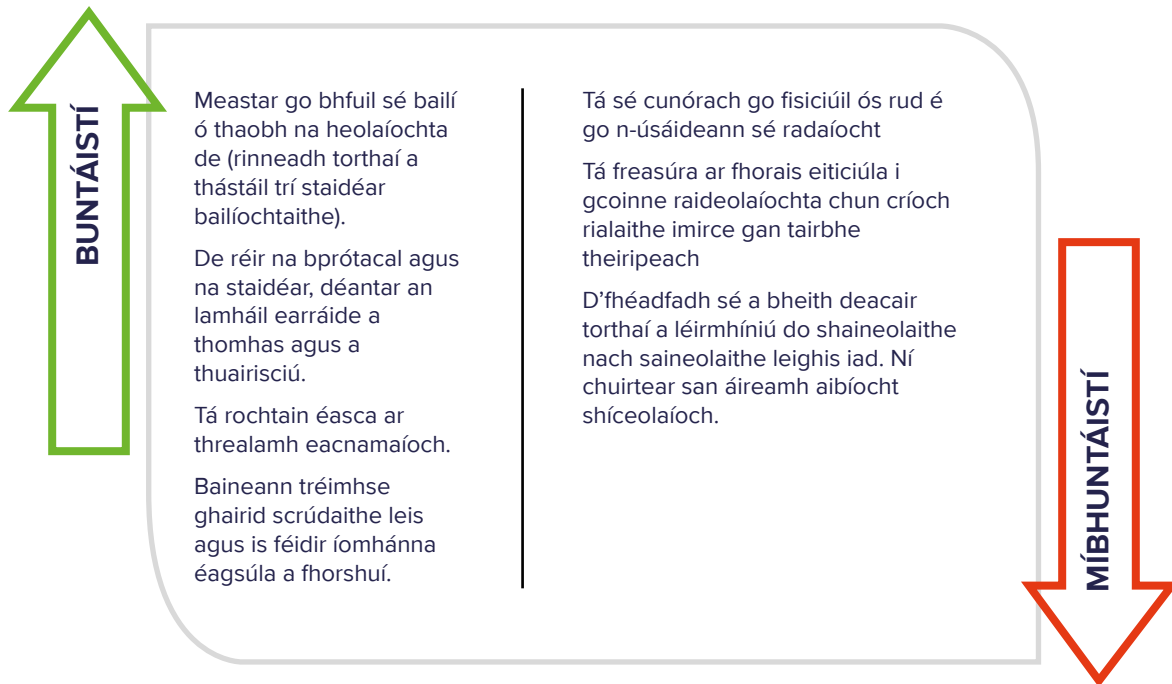 BUNTÁISTÍ
Meastar go bhfuil sé bailí
ó thaobh na heolaíochta
de (rinneadh torthaí a
thástáil trí staidéar
bailíochtaithe).
De réir na bprótacal agus
na staidéar, déantar an
lamháil earráide a
thomhas agus a
thuairisciú.
Tá rochtain éasca ar
threalamh eacnamaíoch.
Baineann tréimhse
ghairid scrúdaithe leis
agus is féidir íomhánna
éagsúla a fhorshuí.
Tá sé cunórach go fisiciúil ós rud é
go n-úsáideann sé radaíocht
Tá freasúra ar fhorais eiticiúla i
gcoinne raideolaíochta chun críoch
rialaithe imirce gan tairbhe
theiripeach
D'fhéadfadh sé a bheith deacair
torthaí a léirmhíniú do shaineolaithe
nach saineolaithe leighis iad. Ní
chuirtear san áireamh aibíocht
shíceolaíoch.
MÍBHUNTÁISTÍ